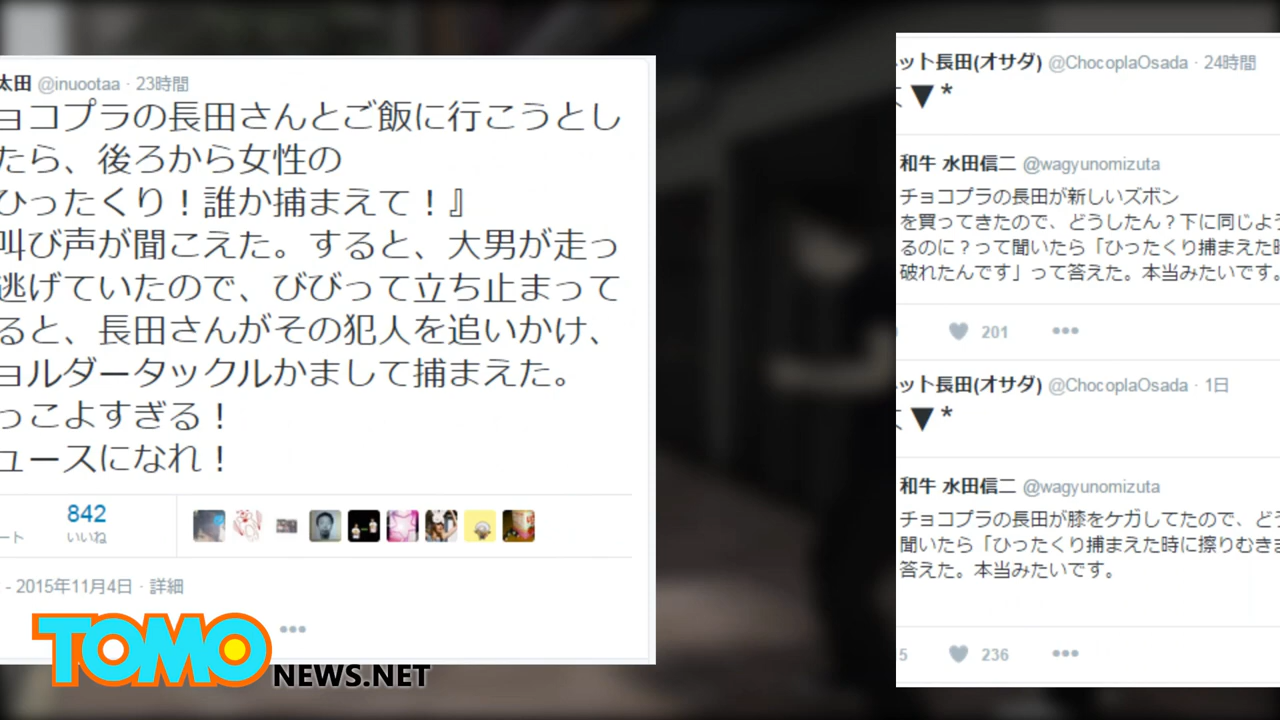 太田 @inuootaa · 23時間
ョコプラの長田さんとご飯に行こうとし
たら、後ろから女性の
ひったくり！誰か捕まえて！』
叫び声が聞こえた。すると、大男が走っ
逃げていたので、びびって立ち止まって
ると、長田さんがその犯人を追いかけ、
ョルダータックルかまして捕まえた。
っこよすぎる！
ュースになれ！
842
ート
いいね
- 2015年11月4日 · 詳細
•••
TOMO
NEWS.NET
ット長田(オサダ) @ChocoplaOsada · 24時間
▼*
和牛 水田信二 @wagyunomizuta
チョコプラの長田が新しいズボン
を買ってきたので、どうしたん？下に同じよう
るのに？って聞いたら「ひったくり捕まえた時
破れたんです」って答えた。本当みたいです。
201 •••
ット長田(オサダ) @ChocoplaOsada · 1日
▼*
和牛 水田信二 @wagyunomizuta
チョコプラの長田が膝をケガしてたので、どう
聞いたら「ひったくり捕まえた時に擦りむきま
答えた。本当みたいです。
5 236 •••